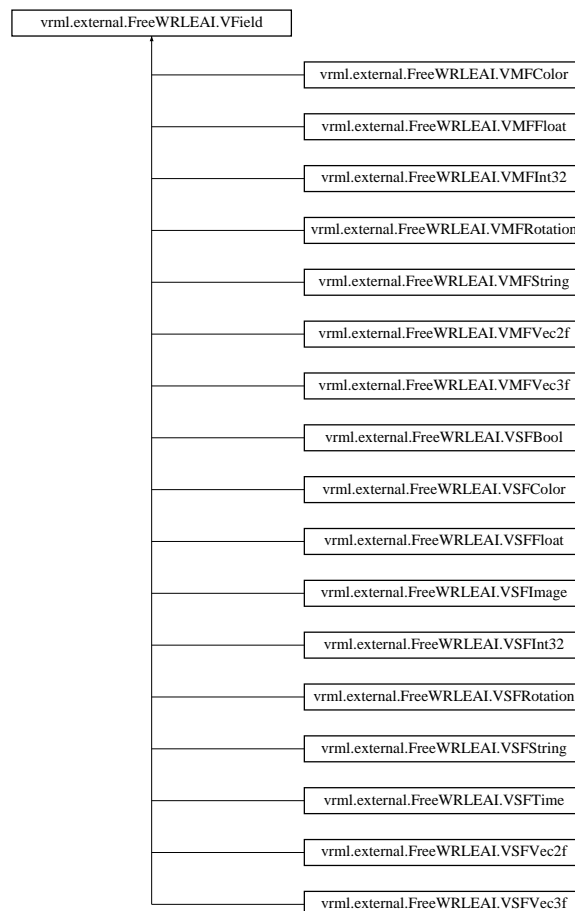 vrml.external.FreeWRLEAI.VField
vrml.external.FreeWRLEAI.VMFColor
vrml.external.FreeWRLEAI.VMFFloat
vrml.external.FreeWRLEAI.VMFInt32
vrml.external.FreeWRLEAI.VMFRotation
vrml.external.FreeWRLEAI.VMFString
vrml.external.FreeWRLEAI.VMFVec2f
vrml.external.FreeWRLEAI.VMFVec3f
vrml.external.FreeWRLEAI.VSFBool
vrml.external.FreeWRLEAI.VSFColor
vrml.external.FreeWRLEAI.VSFFloat
vrml.external.FreeWRLEAI.VSFImage
vrml.external.FreeWRLEAI.VSFInt32
vrml.external.FreeWRLEAI.VSFRotation
vrml.external.FreeWRLEAI.VSFString
vrml.external.FreeWRLEAI.VSFTime
vrml.external.FreeWRLEAI.VSFVec2f
vrml.external.FreeWRLEAI.VSFVec3f